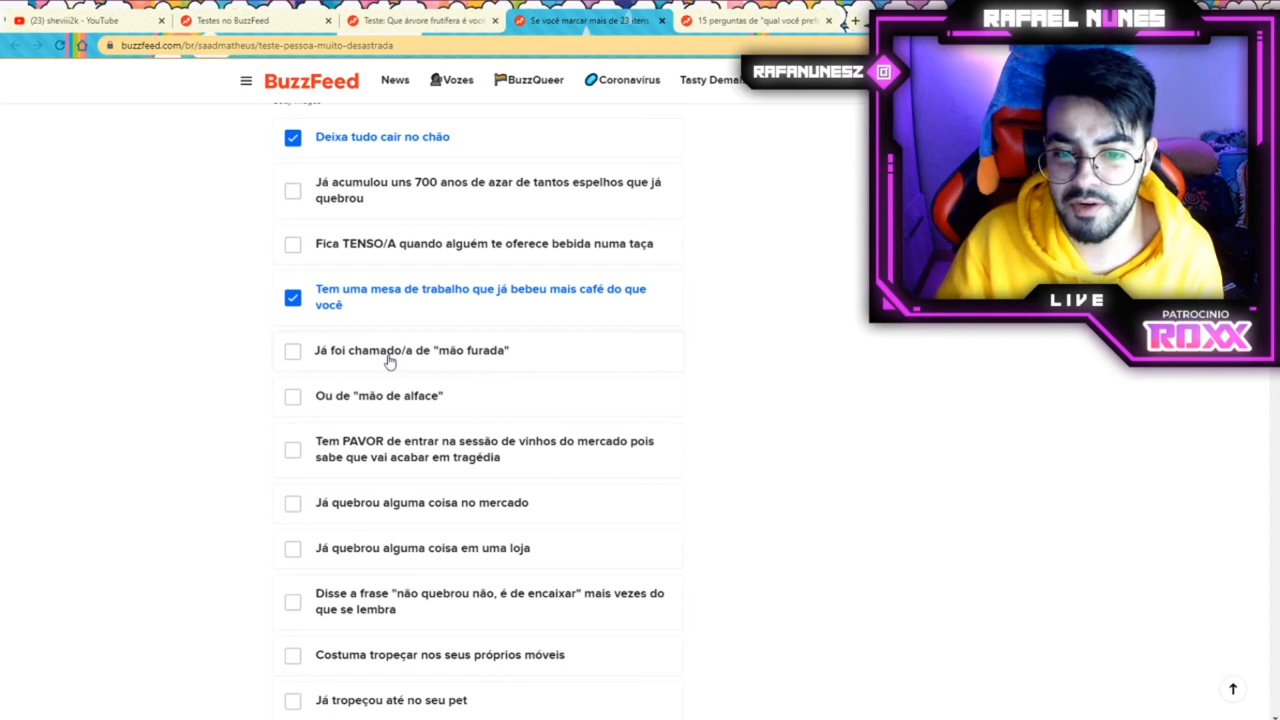 (23) sheviii2k - YouTube
Testes no BuzzFeed
Teste: Que árvore frutífera é você
Se você marcar mais de 23 itens
15 perguntas de "qual você pref
buzzfeed.com/br/saadmatheus/teste-pessoa-muito-desastrada
RAFAEL NUNES
RAFANUNESZ
BuzzFeed
News
Vozes
BuzzQueer
Coronavírus
Tasty Demais
Deixa tudo cair no chão
Já acumulou uns 700 anos de azar de tantos espelhos que já
quebrou
Fica TENSO/A quando alguém te oferece bebida numa taça
Tem uma mesa de trabalho que já bebeu mais café do que
você
LIVE
PATROCINIO
ROXX
Já foi chamado/a de "mão furada"
Ou de "mão de alface"
Tem PAVOR de entrar na sessão de vinhos do mercado pois
sabe que vai acabar em tragédia
Já quebrou alguma coisa no mercado
Já quebrou alguma coisa em uma loja
Disse a frase "não quebrou não, é de encaixar" mais vezes do
que se lembra
Costuma tropeçar nos seus próprios móveis
Já tropeçou até no seu pet